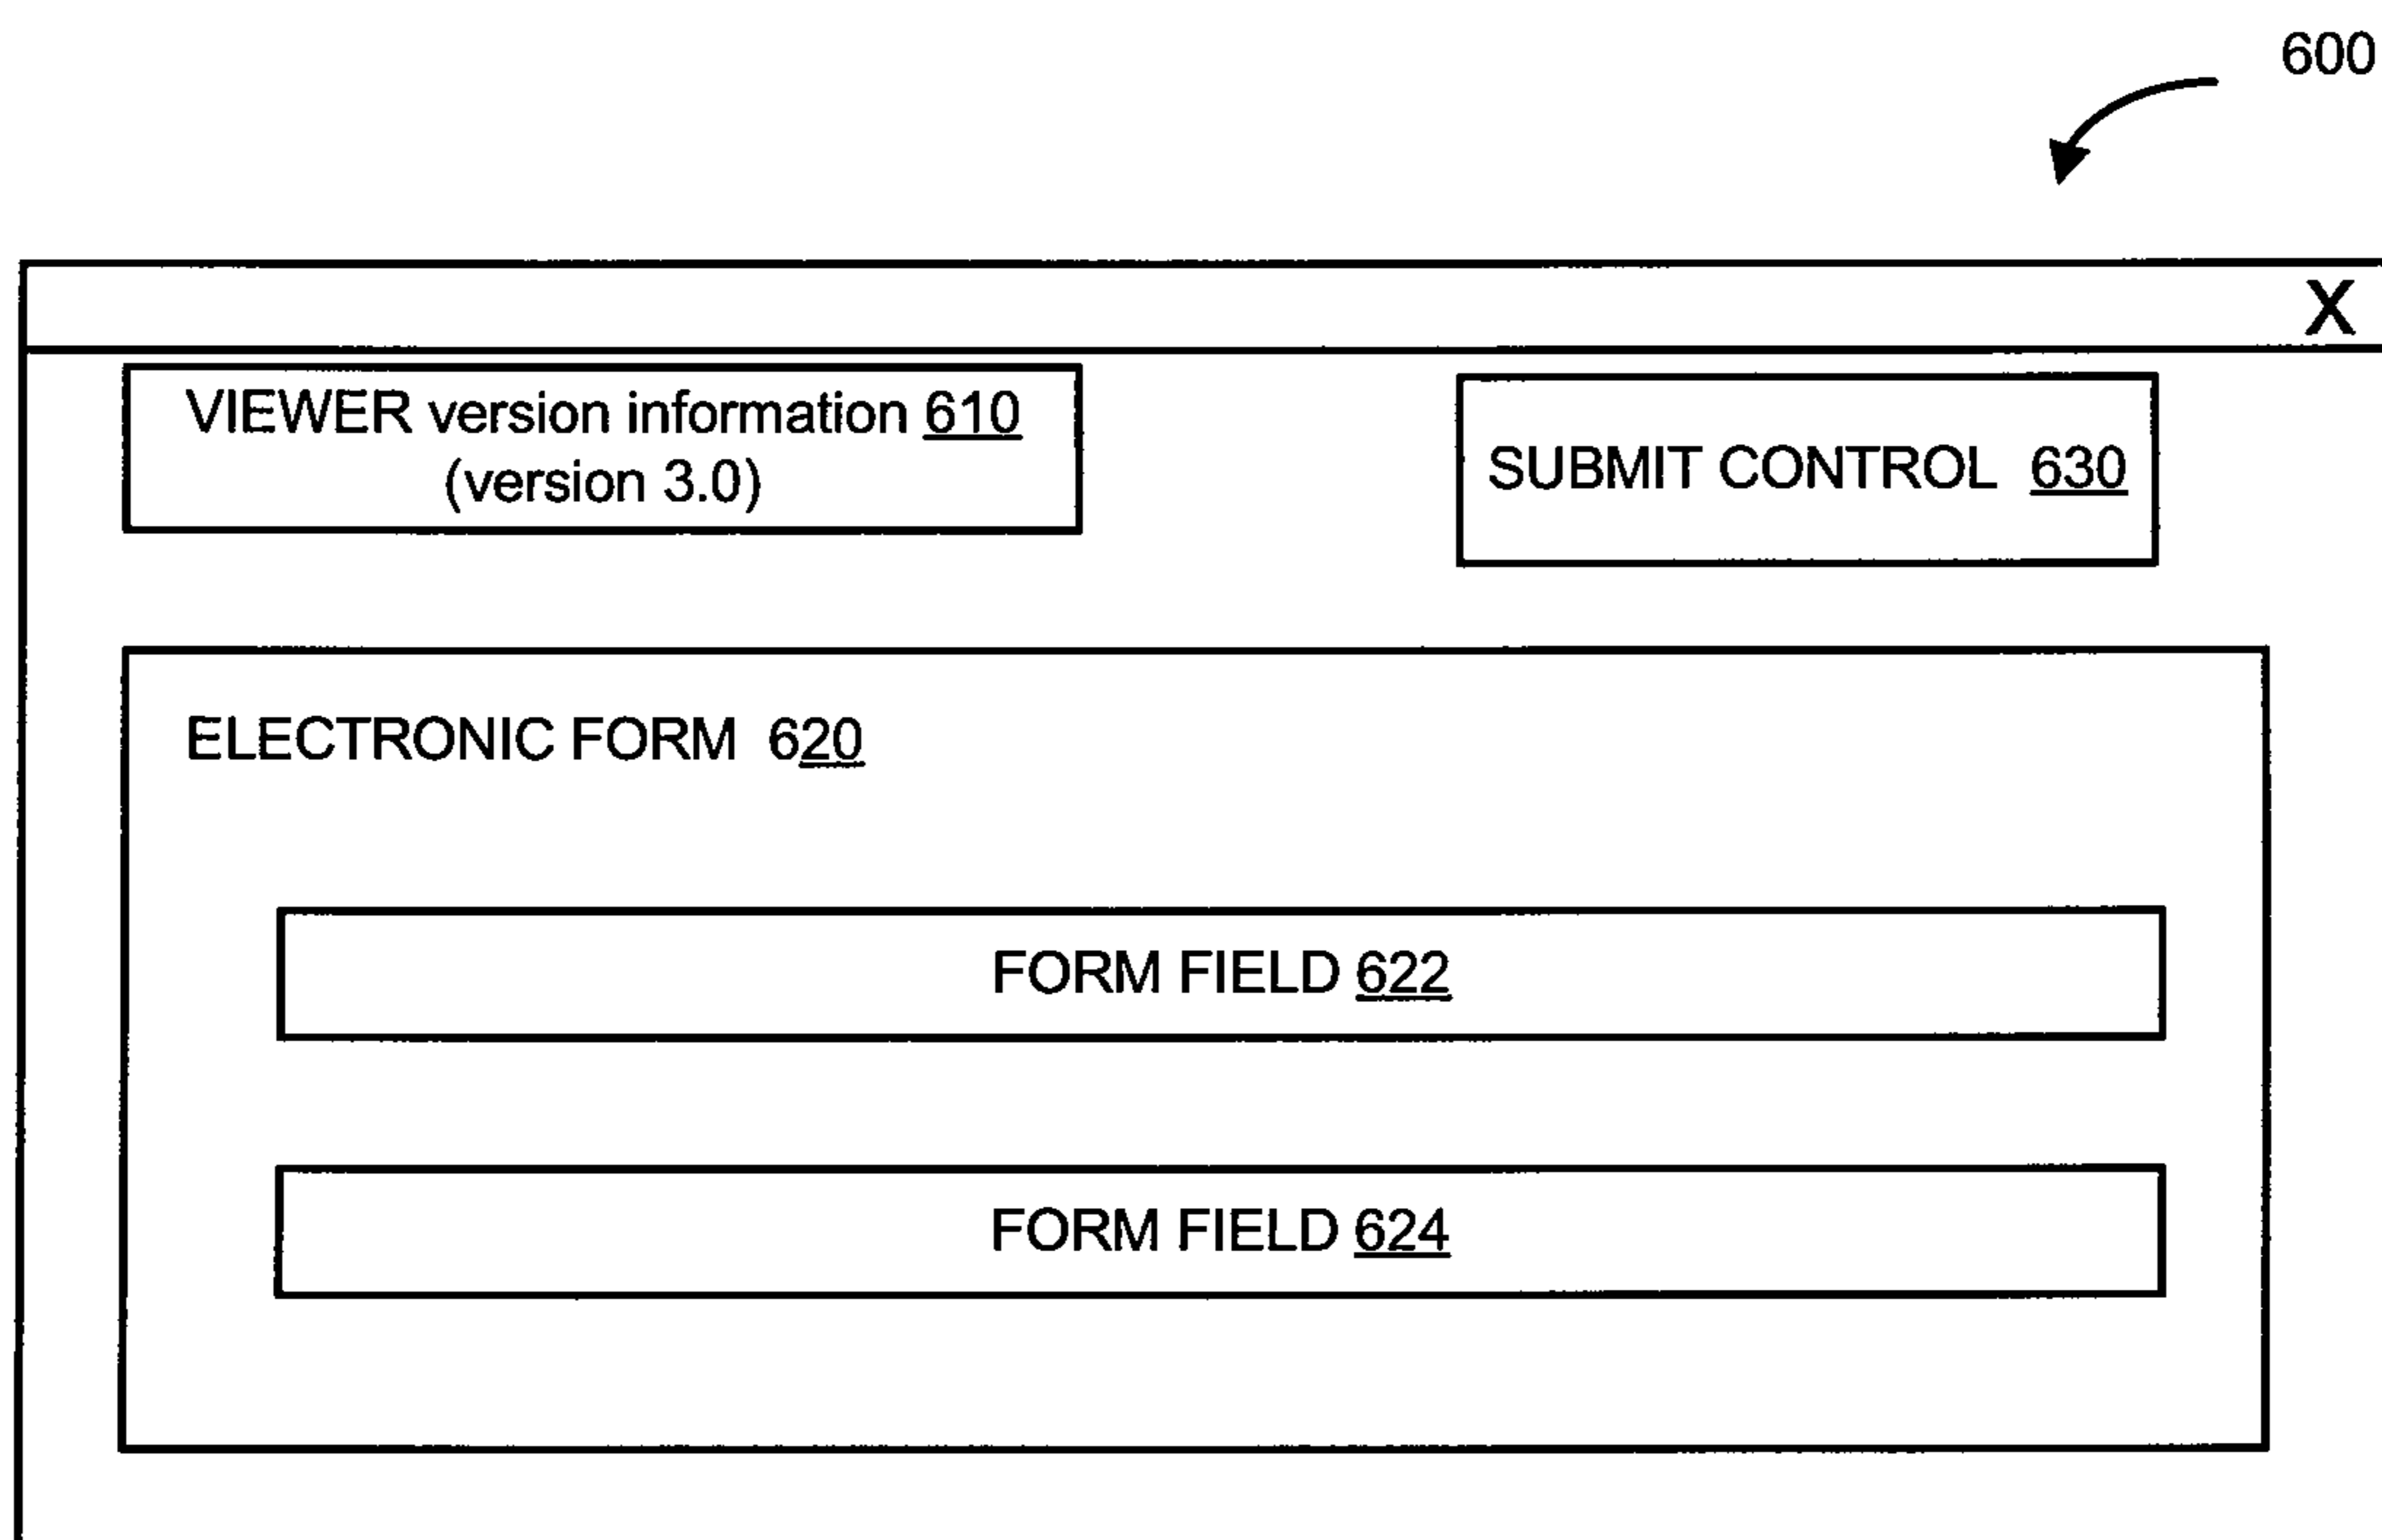 600
X
VIEWER version information 610
(version 3.0)
SUBMIT CONTROL 630
ELECTRONIC FORM 620
FORM FIELD 622
FORM FIELD 624